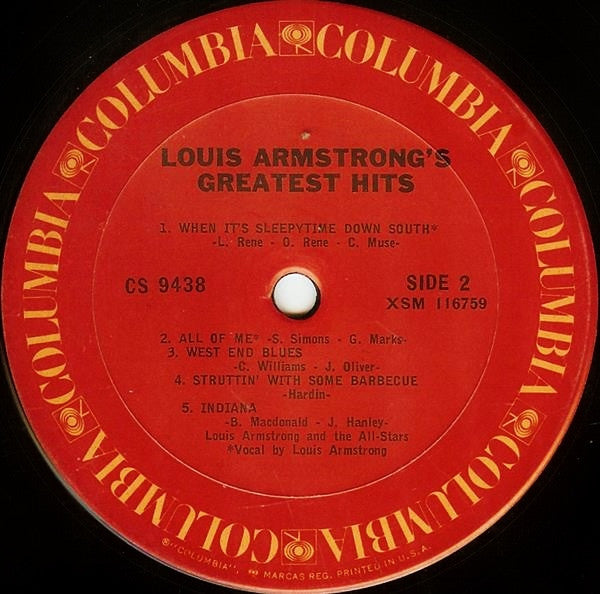 COLUMBIA COLUMBIA COLUMBIA COLUMBIA COLUMBIA COLUMBIA
LOUIS ARMSTRONG'S
GREATEST HITS
1. WHEN IT'S SLEEPYTIME DOWN SOUTH*
-L. Rene - O. Rene - C. Muse-
CS 9438
SIDE 2
XSM 116759
2. ALL OF ME* -S. Simons - G. Marks-
3. WEST END BLUES
-C. Williams - J. Oliver-
4. STRUTTIN' WITH SOME BARBECUE
-Hardin-
5. INDIANA
-B. Macdonald - J. Hanley-
Louis Armstrong and the All-Stars
*Vocal by Louis Armstrong
®"COLUMBIA", MARCAS REG. PRINTED IN U.S.A.